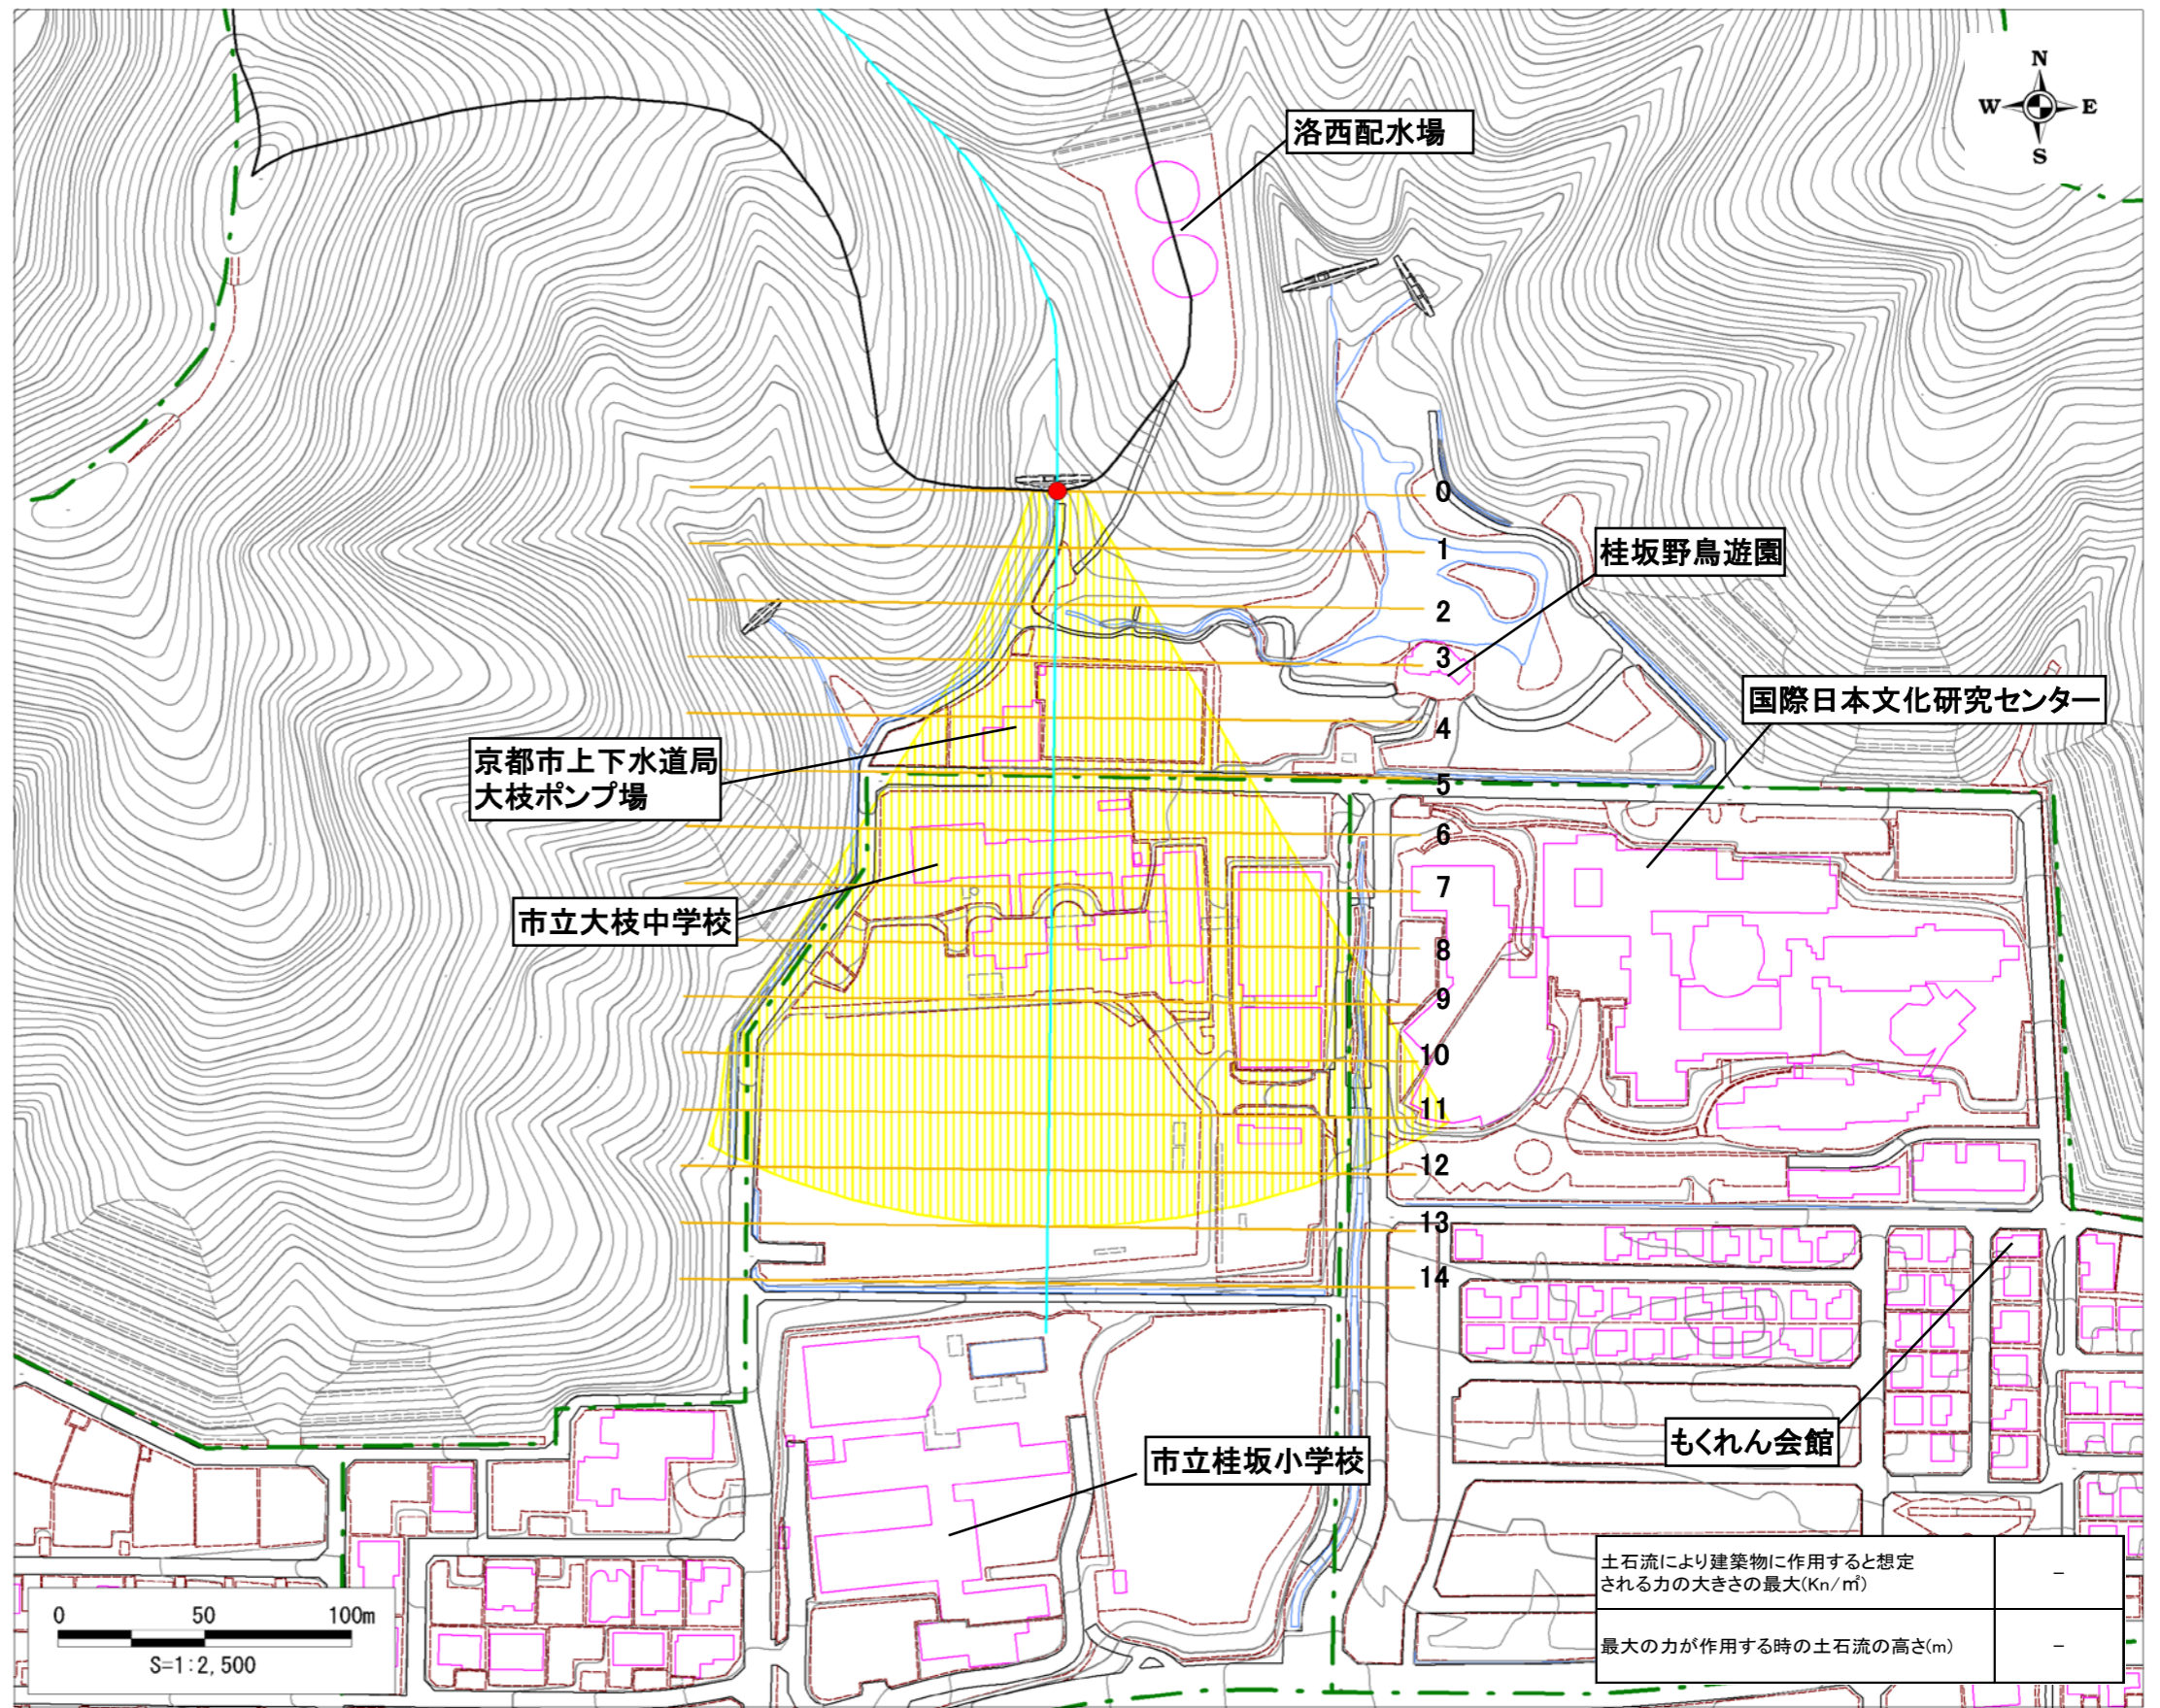 N
W E
S
洛西配水場
0
1
桂坂野鳥遊園
2
3
国際日本文化研究センター
4
京都市上下水道局
大枝ポンプ場
5
6
7
市立大枝中学校
8
9
10
11
12
13
14
もくれん会館
市立桂坂小学校
土石流により建築物に作用すると想定
される力の大きさの最大(Kn/㎡) −
最大の力が作用する時の土石流の高さ(m) −
0 50 100m
S=1:2,500